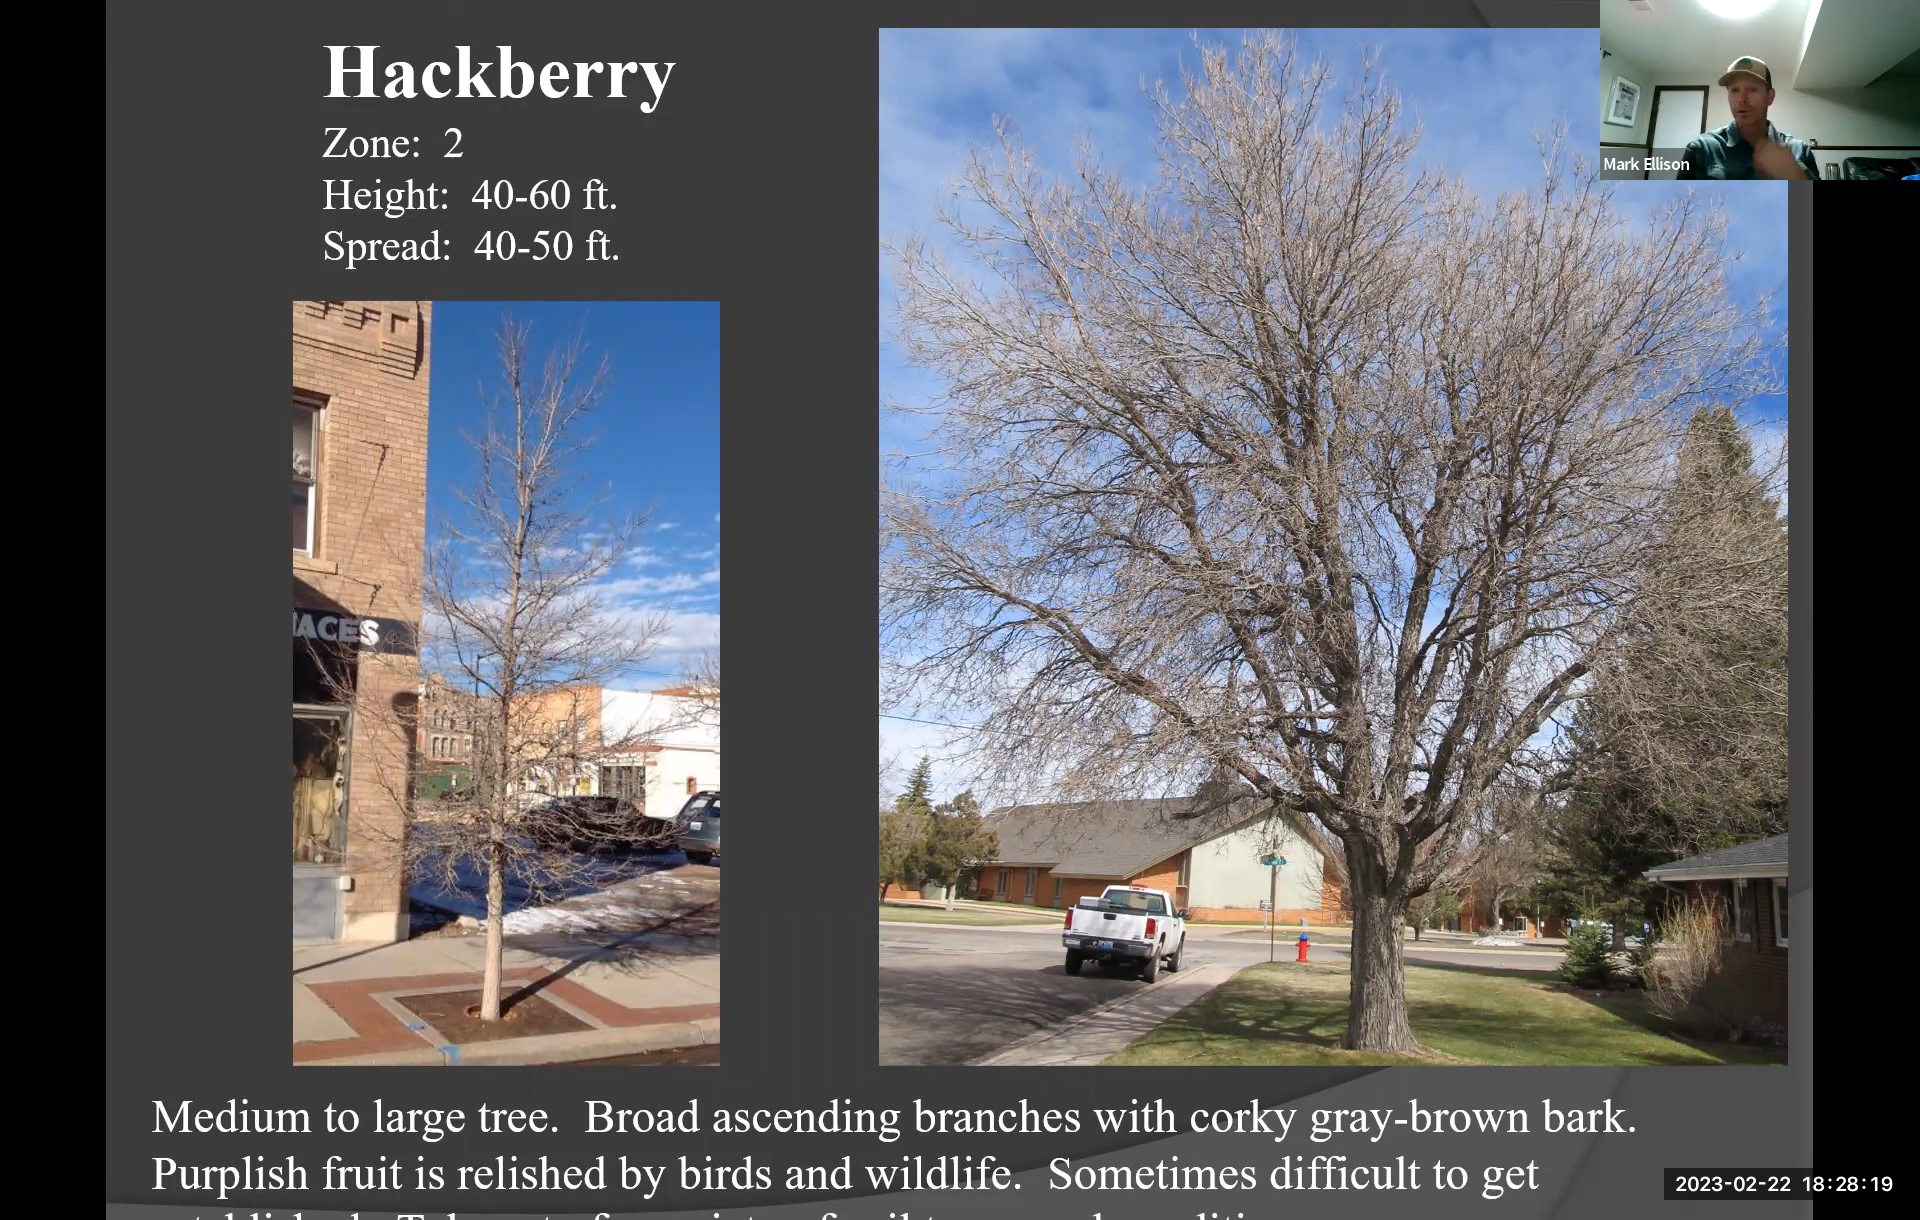 Hackberry
Zone: 2
Height: 40-60 ft.
Spread: 40-50 ft.
Mark Ellison
ACES
Medium to large tree. Broad ascending branches with corky gray-brown bark.
Purplish fruit is relished by birds and wildlife. Sometimes difficult to get
2023-02-22 18:28:19